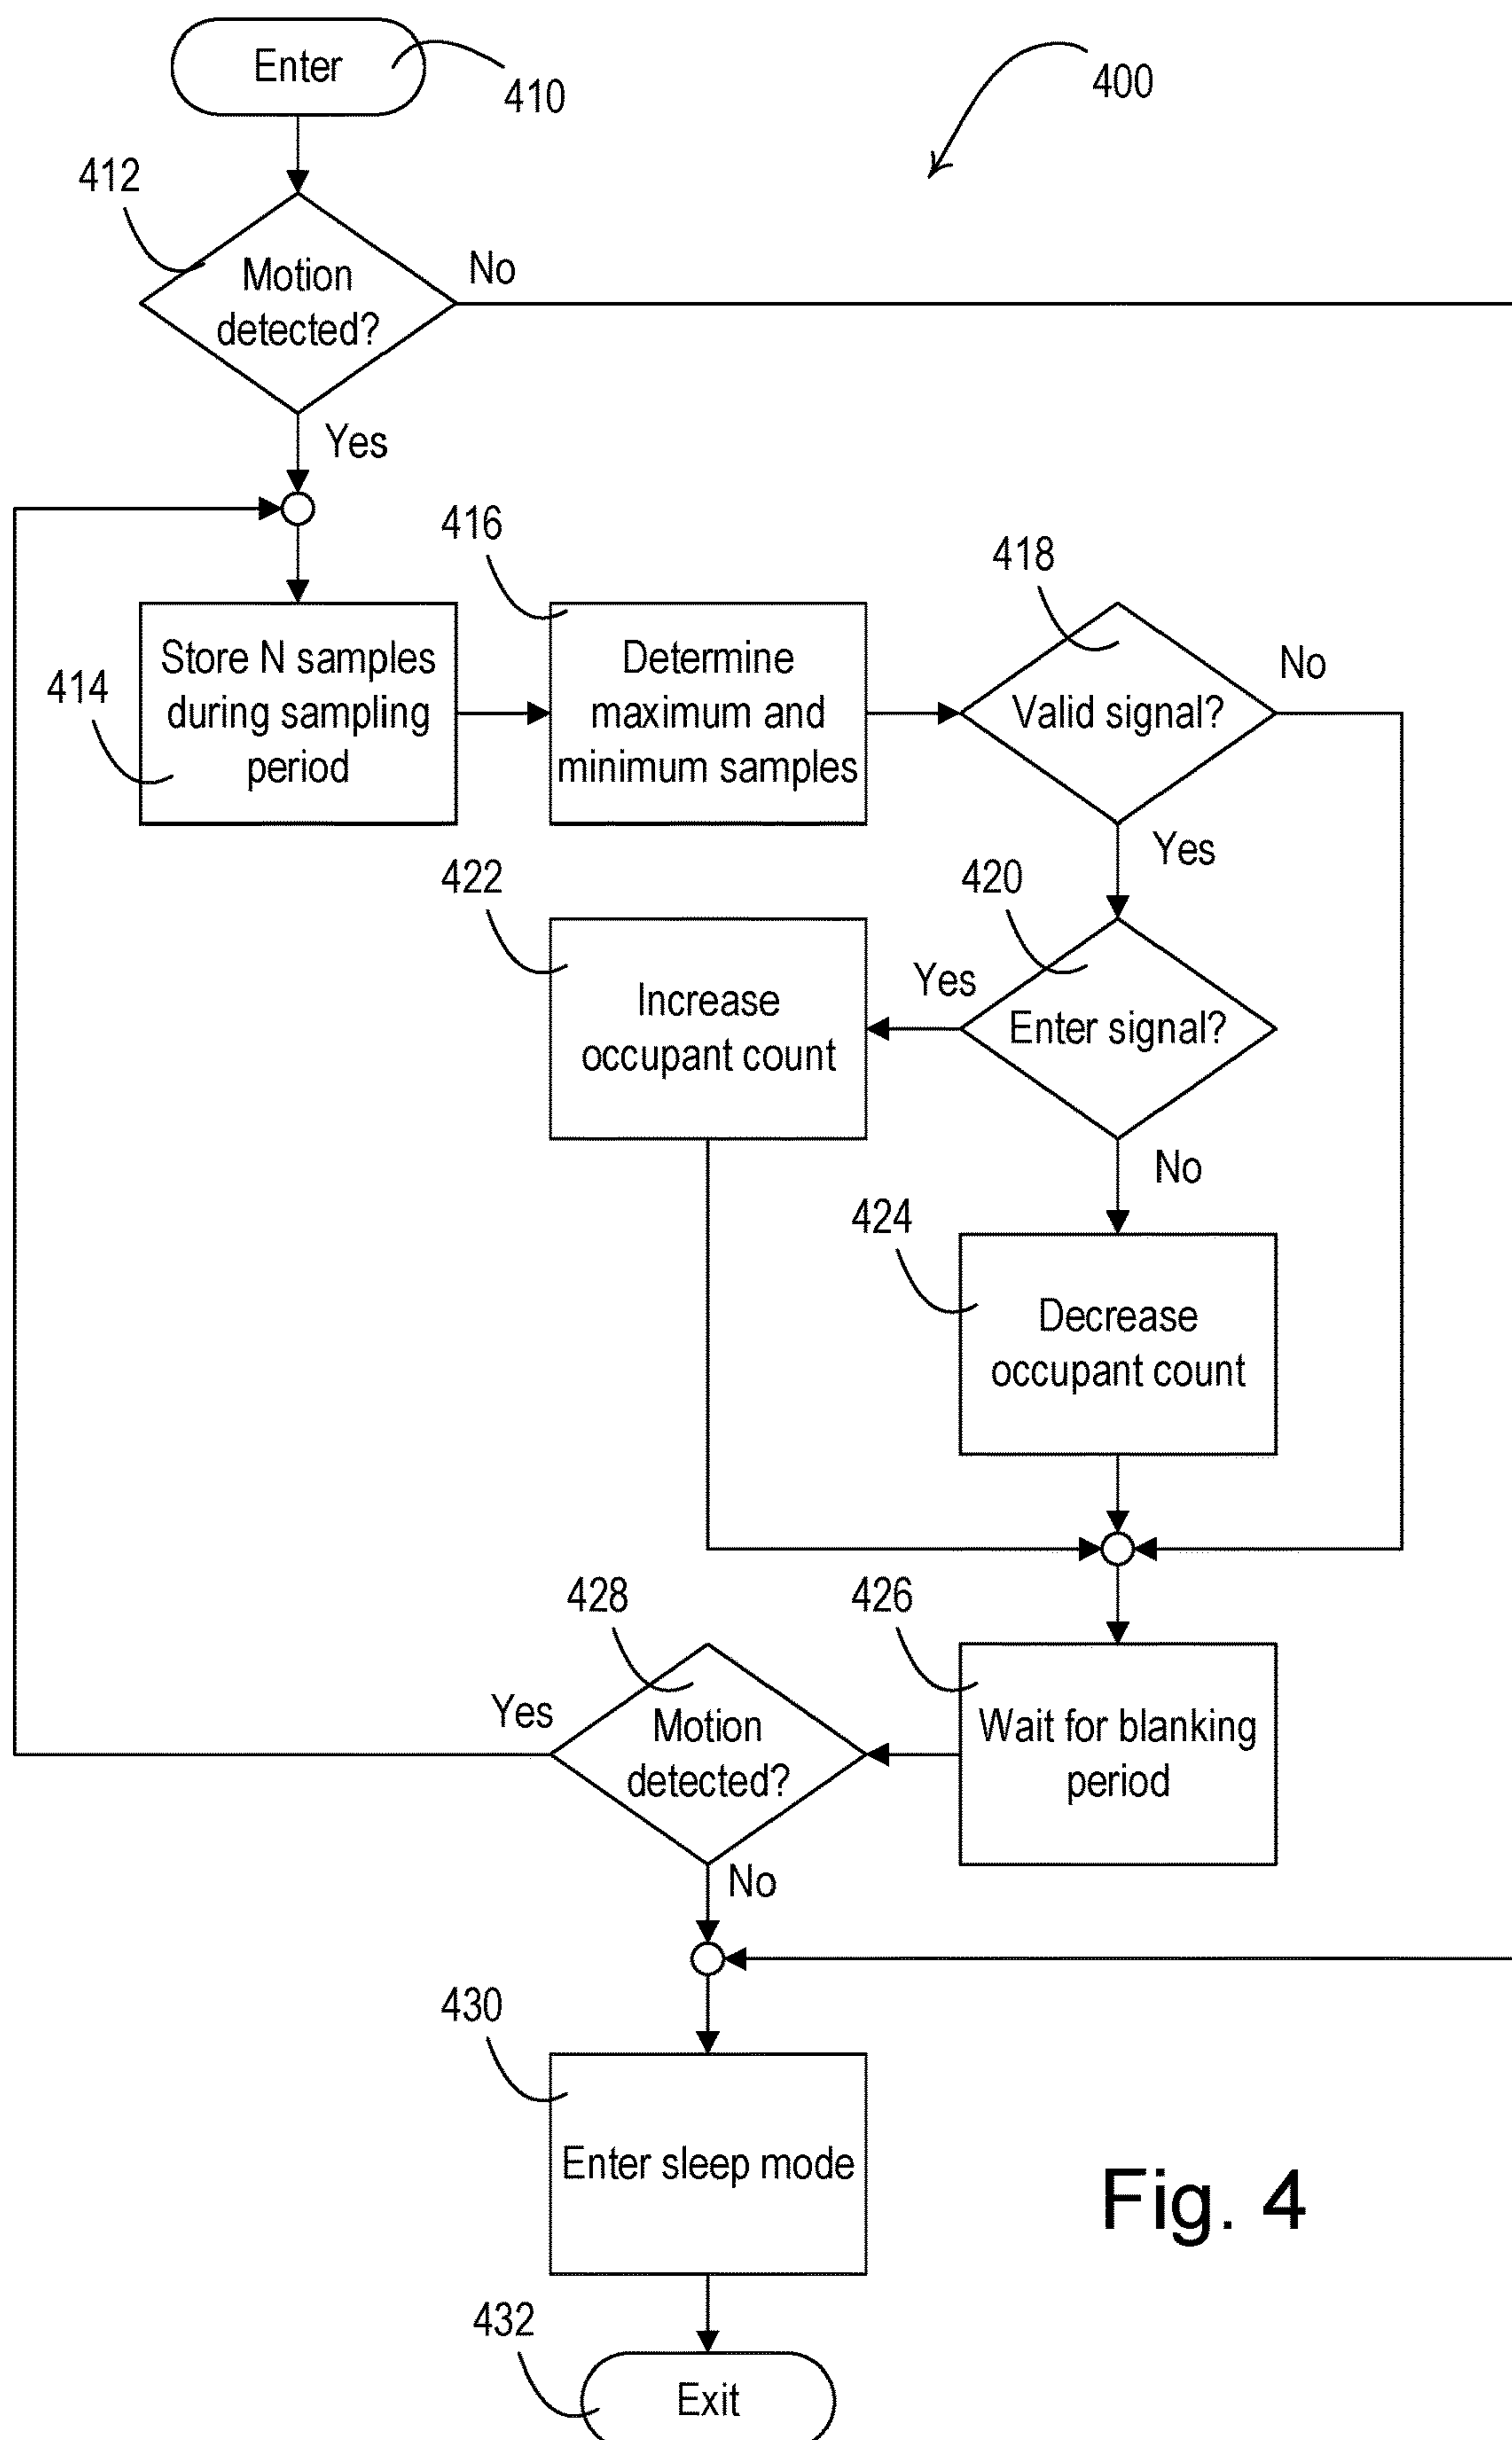 Enter
410
400
412
Motion
detected?
No
Yes
416
418
414
Store N samples
during sampling
period
Determine
maximum and
minimum samples
Valid signal?
No
Yes
422
420
Increase
occupant count
Yes
Enter signal?
No
424
Decrease
occupant count
428
426
Yes
Motion
detected?
Wait for blanking
period
No
430
Enter sleep mode
Fig. 4
432
Exit